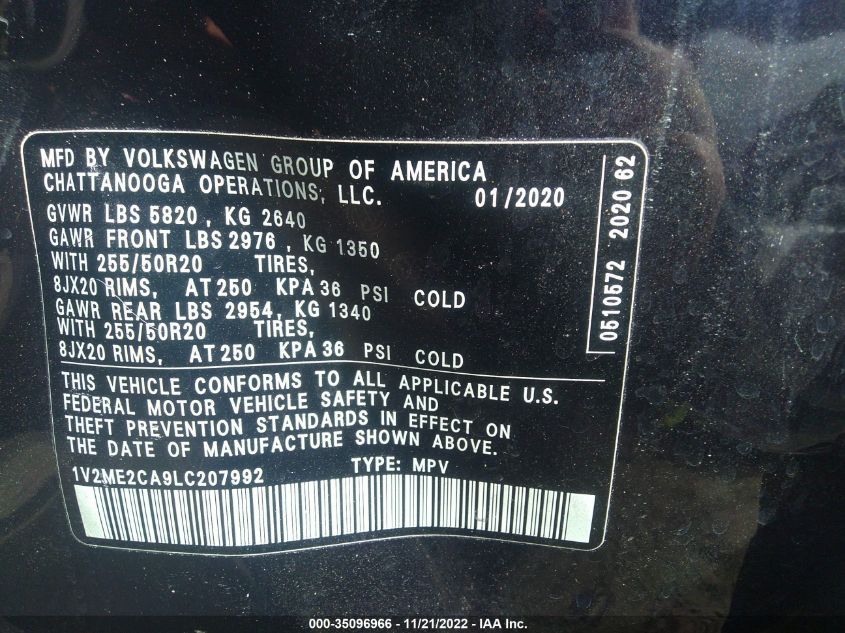 MFD BY VOLKSWAGEN GROUP OF AMERICA
CHATTANOOGA OPERATIONS, LLC. 01/2020
GVWR LBS 5820, KG 2640
GAWR FRONT LBS 2976, KG 1350
WITH 255/50R20 TIRES,
8JX20 RIMS, AT 250 KPA 36 PSI COLD
GAWR REAR LBS 2954, KG 1340
WITH 255/50R20 TIRES,
8JX20 RIMS, AT 250 KPA 36 PSI COLD
THIS VEHICLE CONFORMS TO ALL APPLICABLE U.S.
FEDERAL MOTOR VEHICLE SAFETY AND
THEFT PREVENTION STANDARDS IN EFFECT ON
THE DATE OF MANUFACTURE SHOWN ABOVE.
1V2ME2CA9LC207992 TYPE: MPV
0510572 2020 62
000-35096966 - 11/21/2022 - IAA Inc.